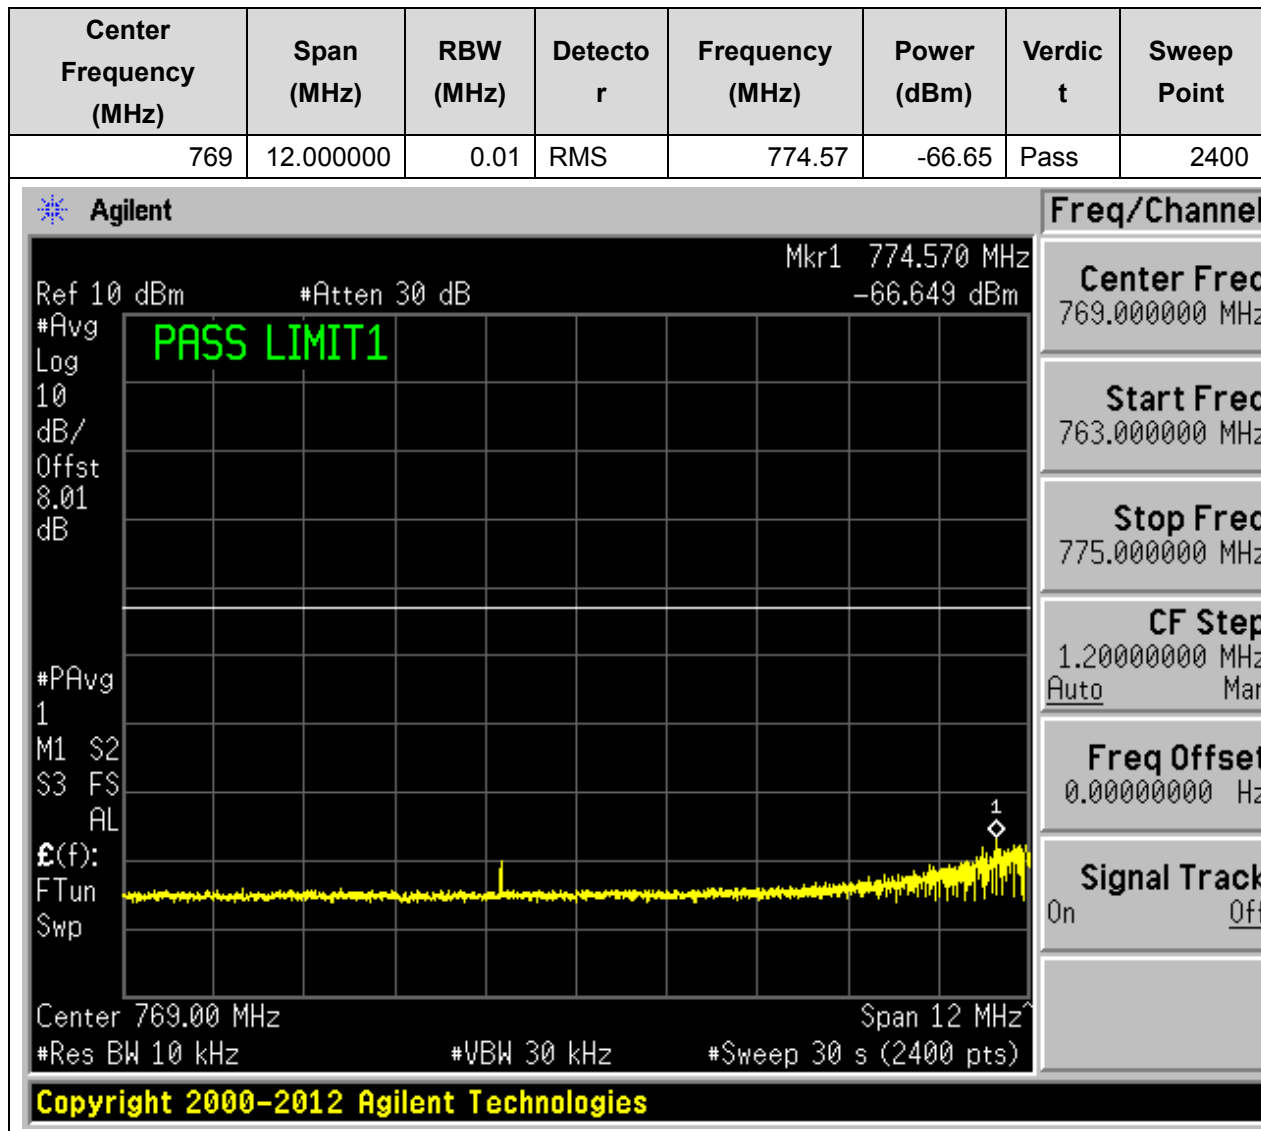 Center Frequency (MHz) Span (MHz) RBW (MHz) Detecto r Frequency (MHz) Power (dBm) Verdic t Sweep Point
769 12.000000 0.01 RMS 774.57 -66.65 Pass 2400
Agilent
Freq/Channel
Mkr1 774.570 MHz
Ref 10 dBm #Atten 30 dB -66.649 dBm
#Avg
Log
10
dB/
Offst
8.01
dB
PASS LIMIT1
#PAvg
1
M1 S2
S3 FS
AL
£(f):
FTun
Swp
1
Center 769.00 MHz Span 12 MHz^
#Res BW 10 kHz #VBW 30 kHz #Sweep 30 s (2400 pts)
Center Freq
769.000000 MHz
Start Freq
763.000000 MHz
Stop Freq
775.000000 MHz
CF Step
1.20000000 MHz
Auto Man
Freq Offset
0.00000000 Hz
Signal Track
On Off
Copyright 2000-2012 Agilent Technologies